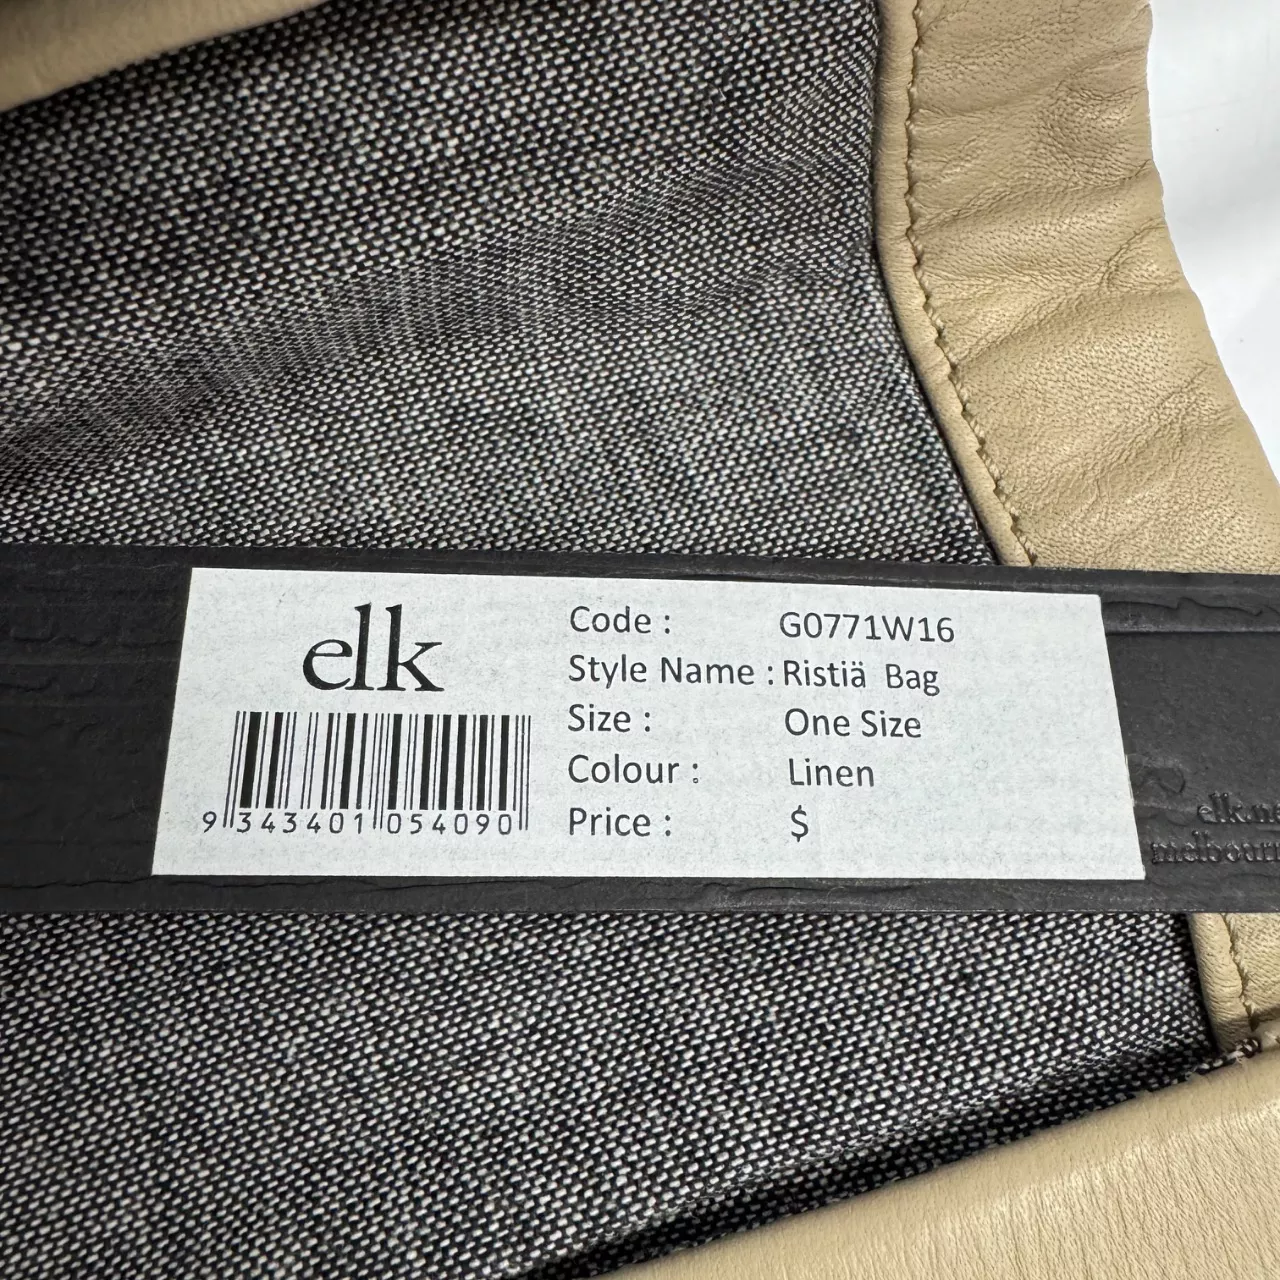 elk
Code : G0771W16
Style Name : Ristiä Bag
Size : One Size
Colour : Linen
Price : $
9 343401 054090